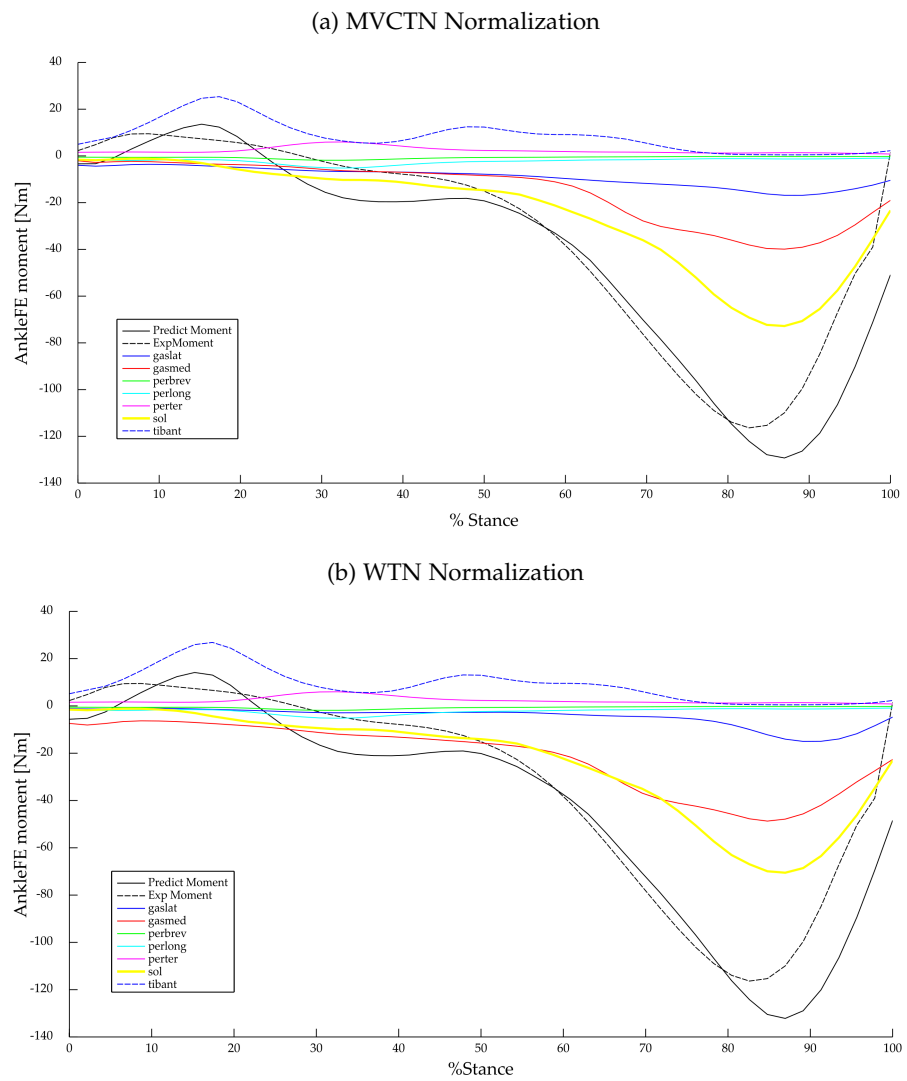 (a) MVCTN Normalization
40
20
0
-20
-40
-60
-80
-100
-120
-140
AnkleFE moment [Nm]
Predict Moment
ExpMoment
gaslat
gasmed
perbrev
perlong
perter
sol
tibant
0 10 20 30 40 50 60 70 80 90 100
% Stance
(b) WTN Normalization
40
20
0
-20
-40
-60
-80
-100
-120
-140
AnkleFE moment [Nm]
Predict Moment
Exp Moment
gaslat
gasmed
perbrev
perlong
perter
sol
tibant
0 10 20 30 40 50 60 70 80 90 100
%Stance